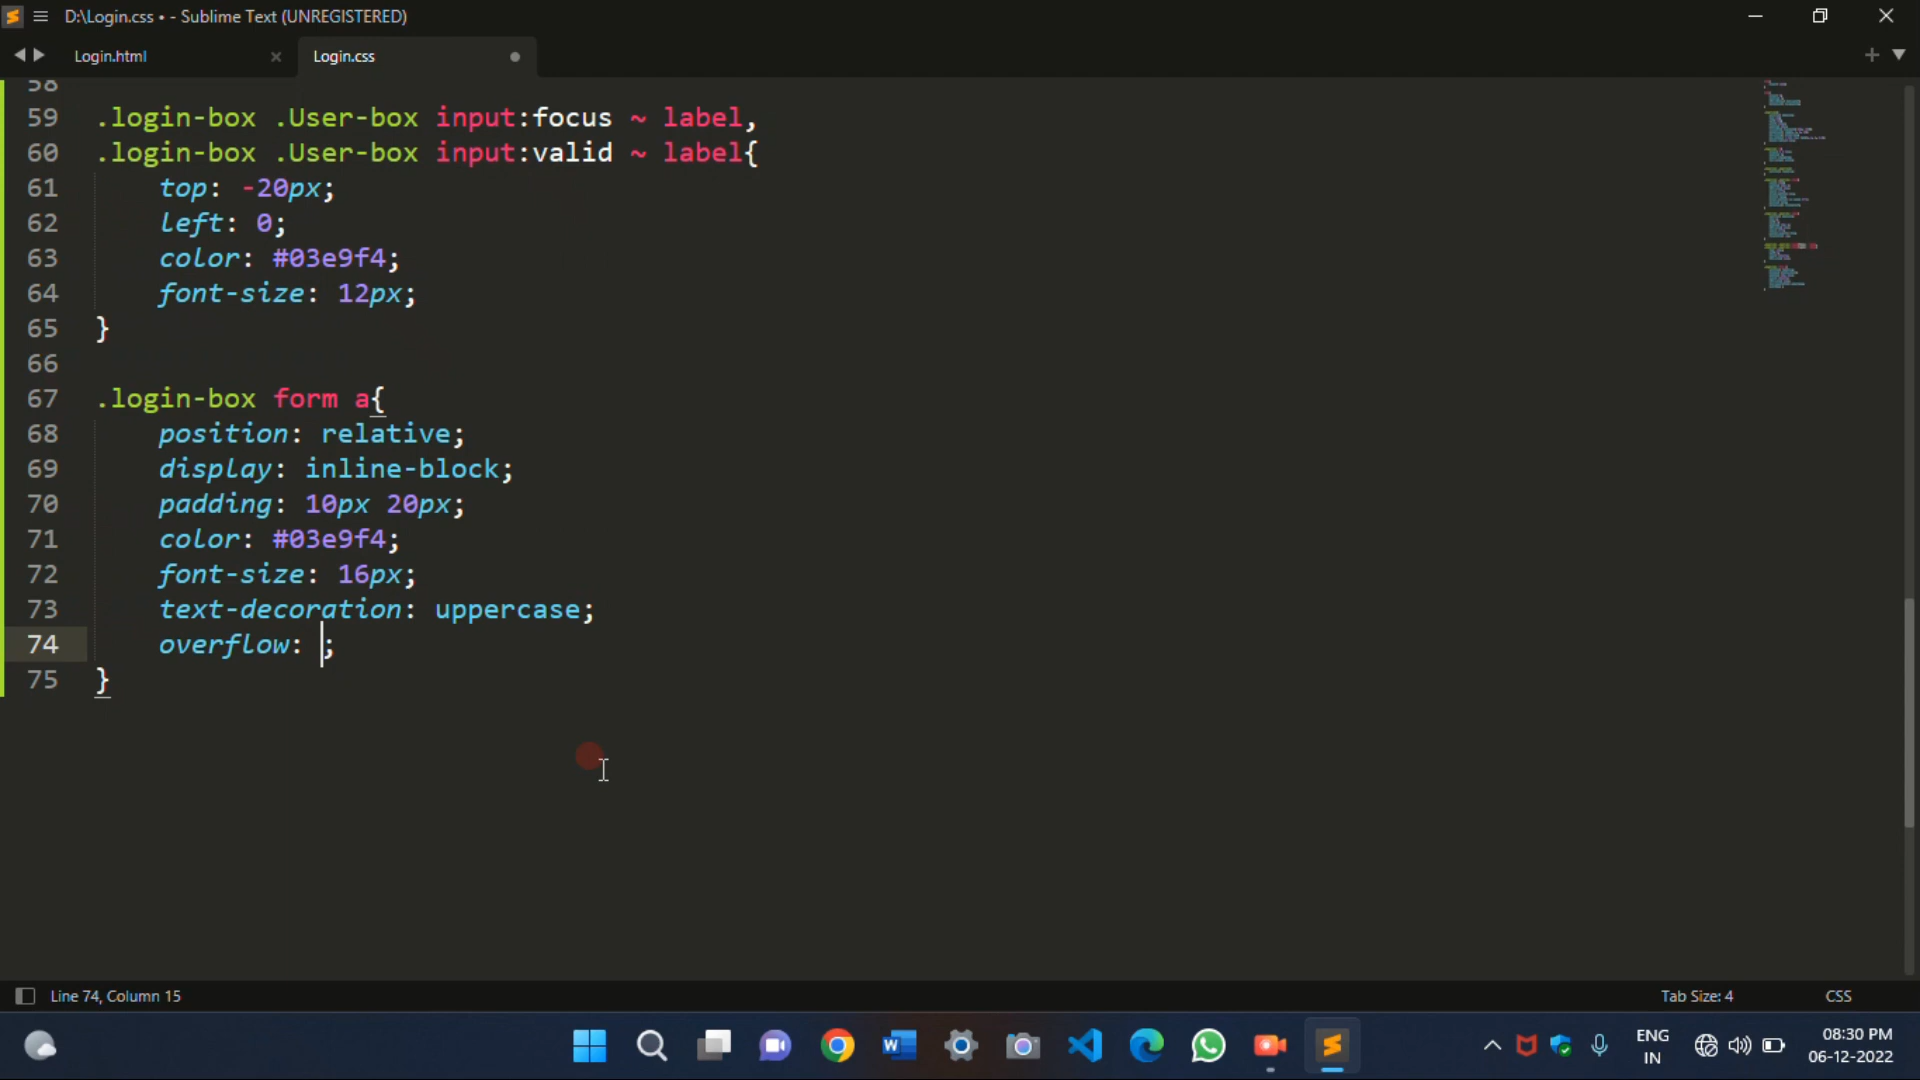 D:\Login.css • - Sublime Text (UNREGISTERED)
Login.html
Login.css
58
59 .login-box .User-box input:focus ~ label,
60 .login-box .User-box input:valid ~ label{
61 top: -20px;
62 left: 0;
63 color: #03e9f4;
64 font-size: 12px;
65 }
66
67 .login-box form a{
68 position: relative;
69 display: inline-block;
70 padding: 10px 20px;
71 color: #03e9f4;
72 font-size: 16px;
73 text-decoration: uppercase;
74 overflow: ;
75 }
Line 74, Column 15
Tab Size: 4
CSS
ENG
IN
08:30 PM
06-12-2022